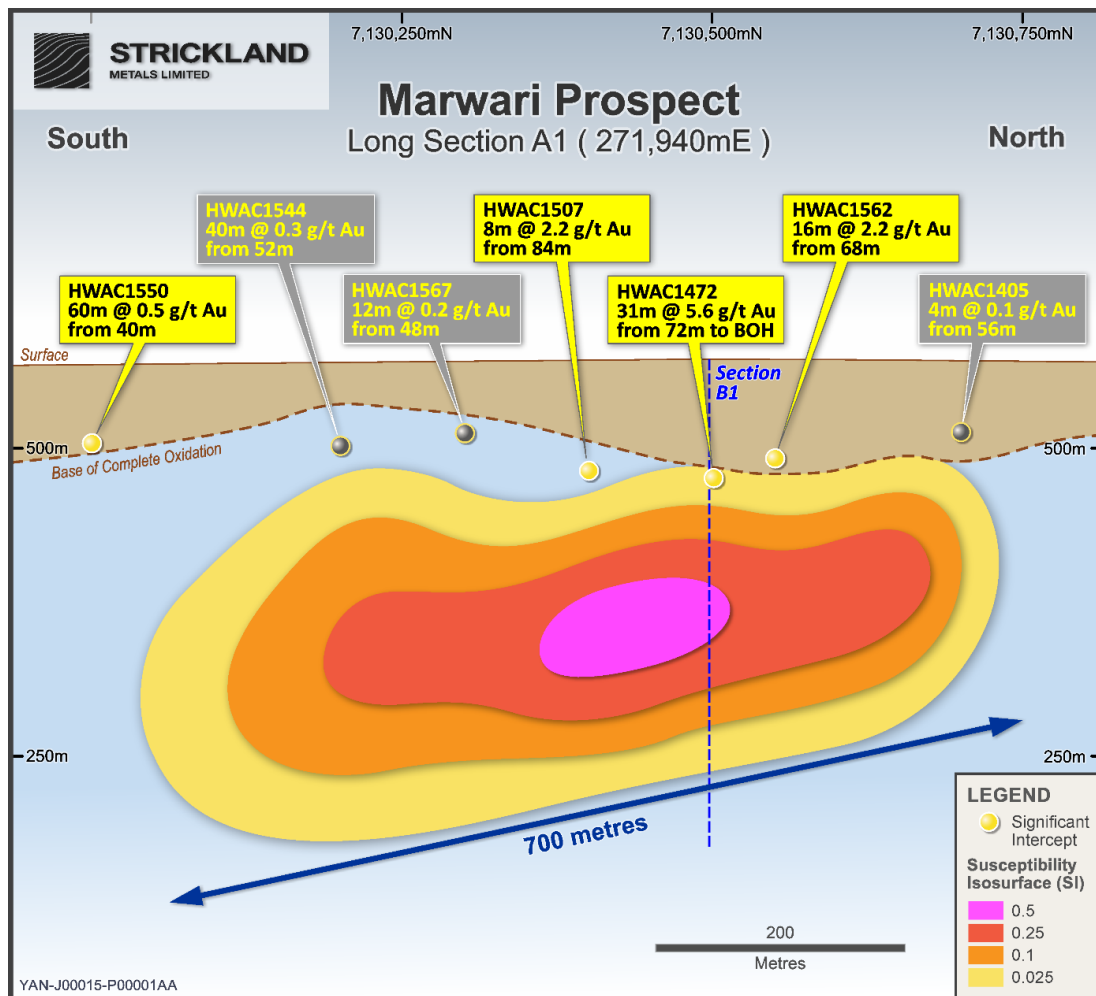 7,130,250mN
7,130,500mN
7,130,750mN
STRICKLAND
METALS LIMITED
Marwari Prospect
Long Section A1 ( 271,940mE )
South
North
HWAC1544
40m @ 0.3 g/t Au
from 52m
HWAC1507
8m @ 2.2 g/t Au
from 84m
HWAC1562
16m @ 2.2 g/t Au
from 68m
HWAC1550
60m @ 0.5 g/t Au
from 40m
HWAC1567
12m @ 0.2 g/t Au
from 48m
HWAC1472
31m @ 5.6 g/t Au
from 72m to BOH
HWAC1405
4m @ 0.1 g/t Au
from 56m
Surface
Section
B1
500m
Base of Complete Oxidation
500m
250m
250m
700 metres
LEGEND
Significant
Intercept
Susceptibility
Isosurface (SI)
0.5
0.25
0.1
0.025
200
Metres
YAN-J00015-P00001AA